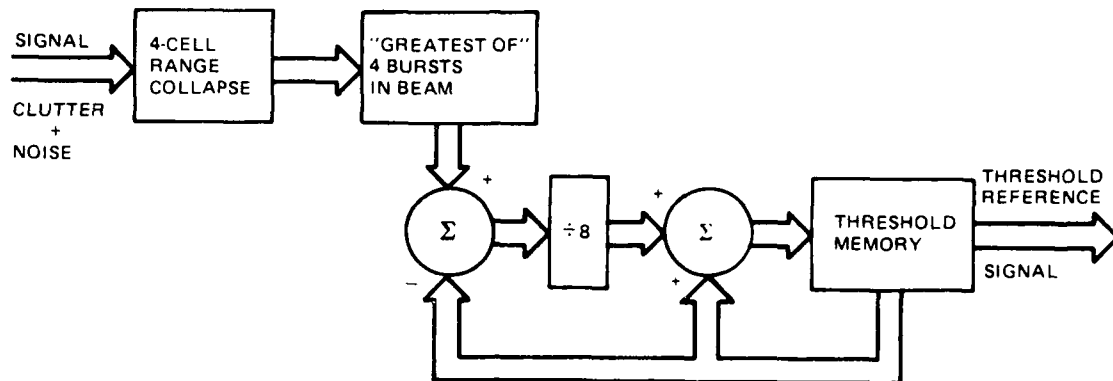 SIGNAL
CLUTTER
+
NOISE
4-CELL
RANGE
COLLAPSE
"GREATEST OF"
4 BURSTS
IN BEAM
+
Σ
−
÷8
+
Σ
+
THRESHOLD
MEMORY
THRESHOLD
REFERENCE
SIGNAL